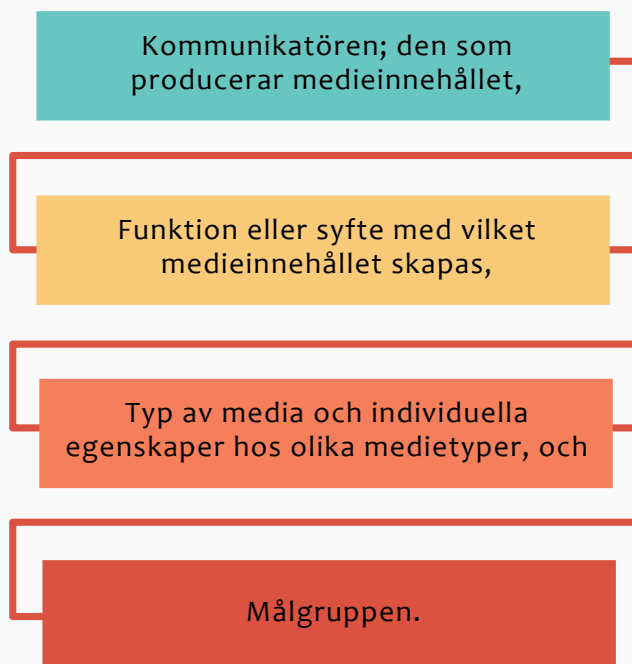 Kommunikatören; den som
producerar medieinnehållet,
Funktion eller syfte med vilket
medieinnehållet skapas,
Typ av media och individuella
egenskaper hos olika medietyper, och
Målgruppen.